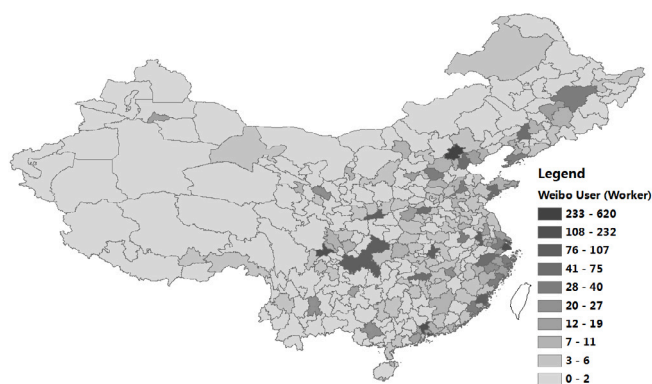 Legend
Weibo User (Worker)
233 - 620
108 - 232
76 - 107
41 - 75
28 - 40
20 - 27
12 - 19
7 - 11
3 - 6
0 - 2